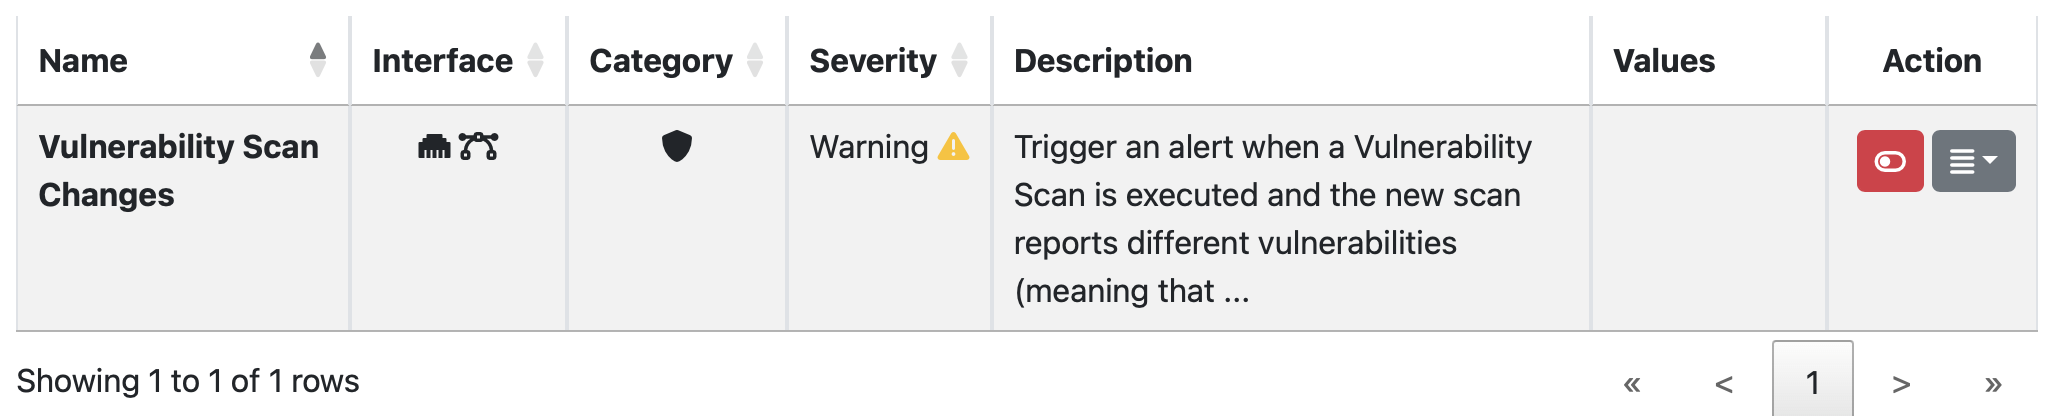 Name Interface Category Severity Description Values Action
Vulnerability Scan Changes Warning Trigger an alert when a Vulnerability
Scan is executed and the new scan
reports different vulnerabilities
(meaning that ...
Showing 1 to 1 of 1 rows « < 1 > »